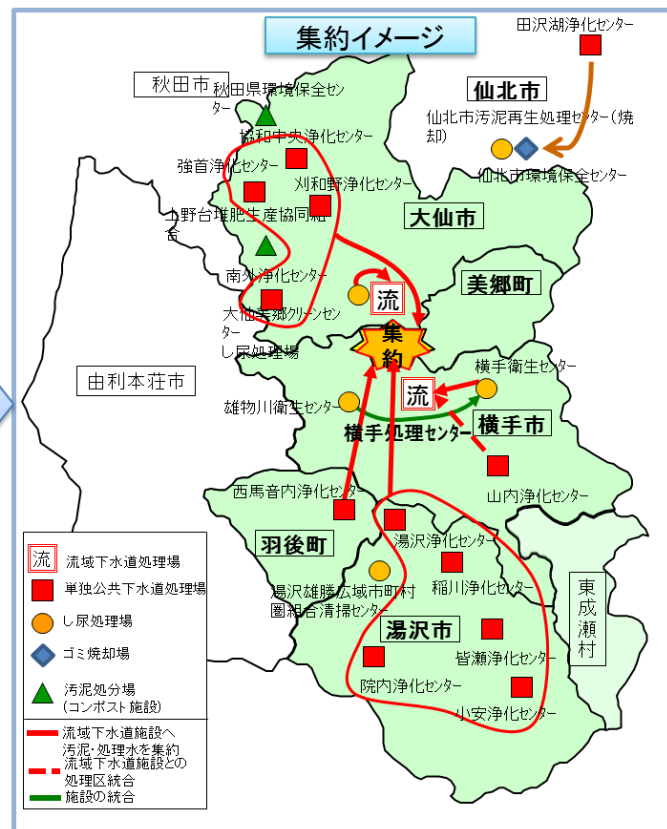 集約イメージ
田沢湖浄化センター
秋田市
秋田県環境保全セン
ター
仙北市
仙北市汚泥再生処理センター(焼
却)
仙北市環境保全センター
協和中央浄化センター
強首浄化センター
刈和野浄化センター
上野台堆肥生産協同組
合
大仙市
南外浄化センター
美郷町
流
大仙美郷クリーンセン
ター
し尿処理場
集
約
由利本荘市
横手衛生センター
流
雄物川衛生センター
横手処理センター
横手市
山内浄化センター
西馬音内浄化センター
羽後町
湯沢浄化センター
稲川浄化センター
湯沢雄勝広域市町村
圏組合清掃センター
東成瀬村
湯沢市
皆瀬浄化センター
院内浄化センター
小安浄化センター
流 流域下水道処理場
単独公共下水道処理場
し尿処理場
ゴミ焼却場
汚泥処分場
(コンポスト施設)
流域下水道施設へ
汚泥・処理水を集約
流域下水道施設との
処理区統合
施設の統合